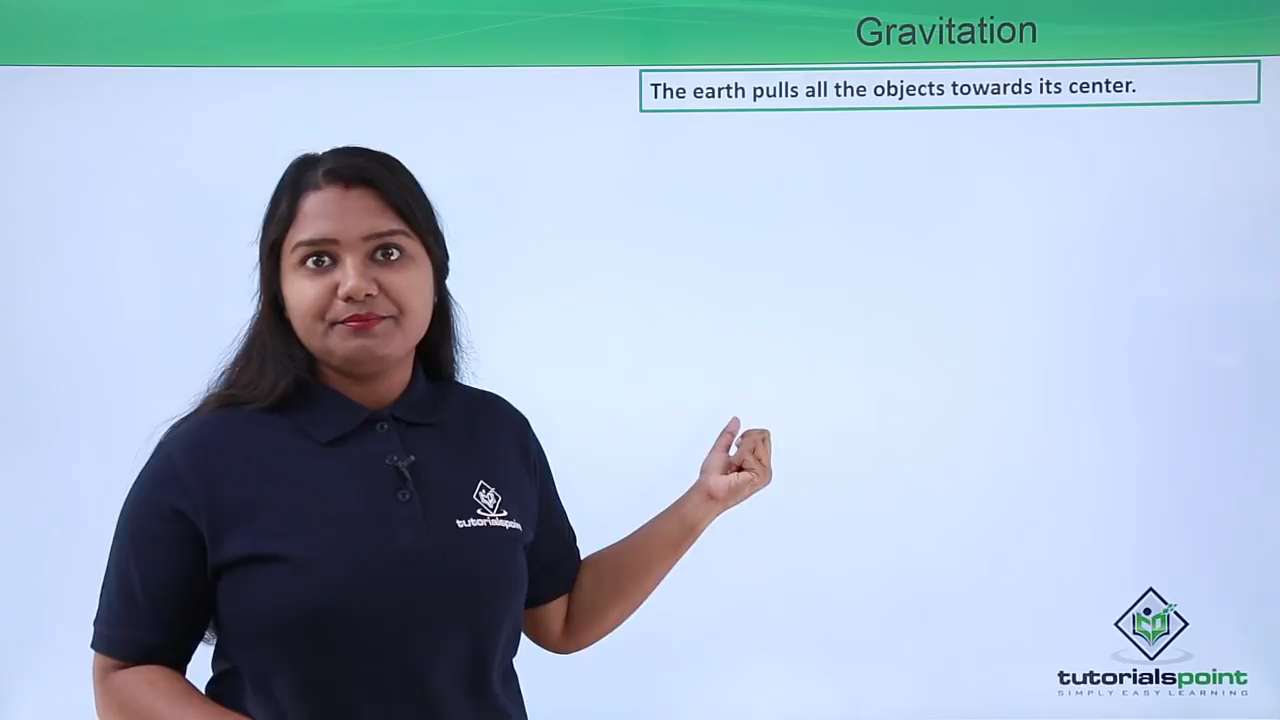 Gravitation
The earth pulls all the objects towards its center.
tutorialspoint
tutorialspoint
SIMPLY EASY LEARNING